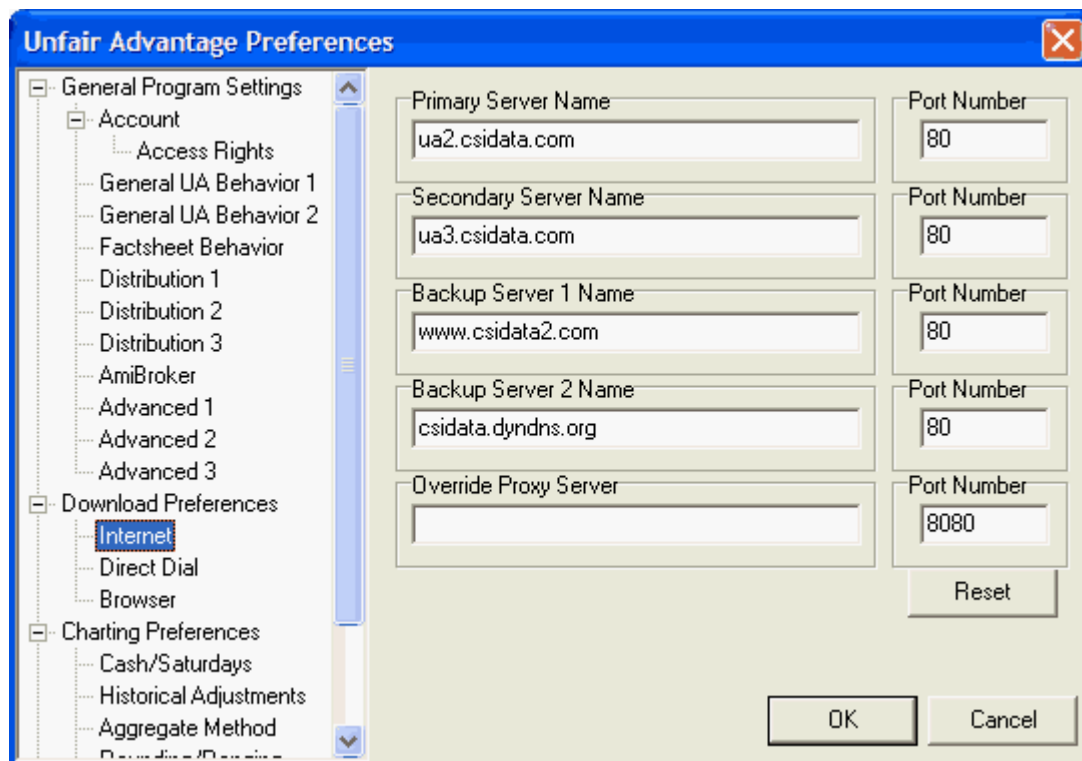 Unfair Advantage Preferences
General Program Settings
Account
Access Rights
General UA Behavior 1
General UA Behavior 2
Factsheet Behavior
Distribution 1
Distribution 2
Distribution 3
AmiBroker
Advanced 1
Advanced 2
Advanced 3
Download Preferences
Internet
Direct Dial
Browser
Charting Preferences
Cash/Saturdays
Historical Adjustments
Aggregate Method
Primary Server Name
ua2.csidata.com
Port Number
80
Secondary Server Name
ua3.csidata.com
Port Number
80
Backup Server 1 Name
www.csidata2.com
Port Number
80
Backup Server 2 Name
csidata.dyndns.org
Port Number
80
Override Proxy Server
Port Number
8080
Reset
OK
Cancel